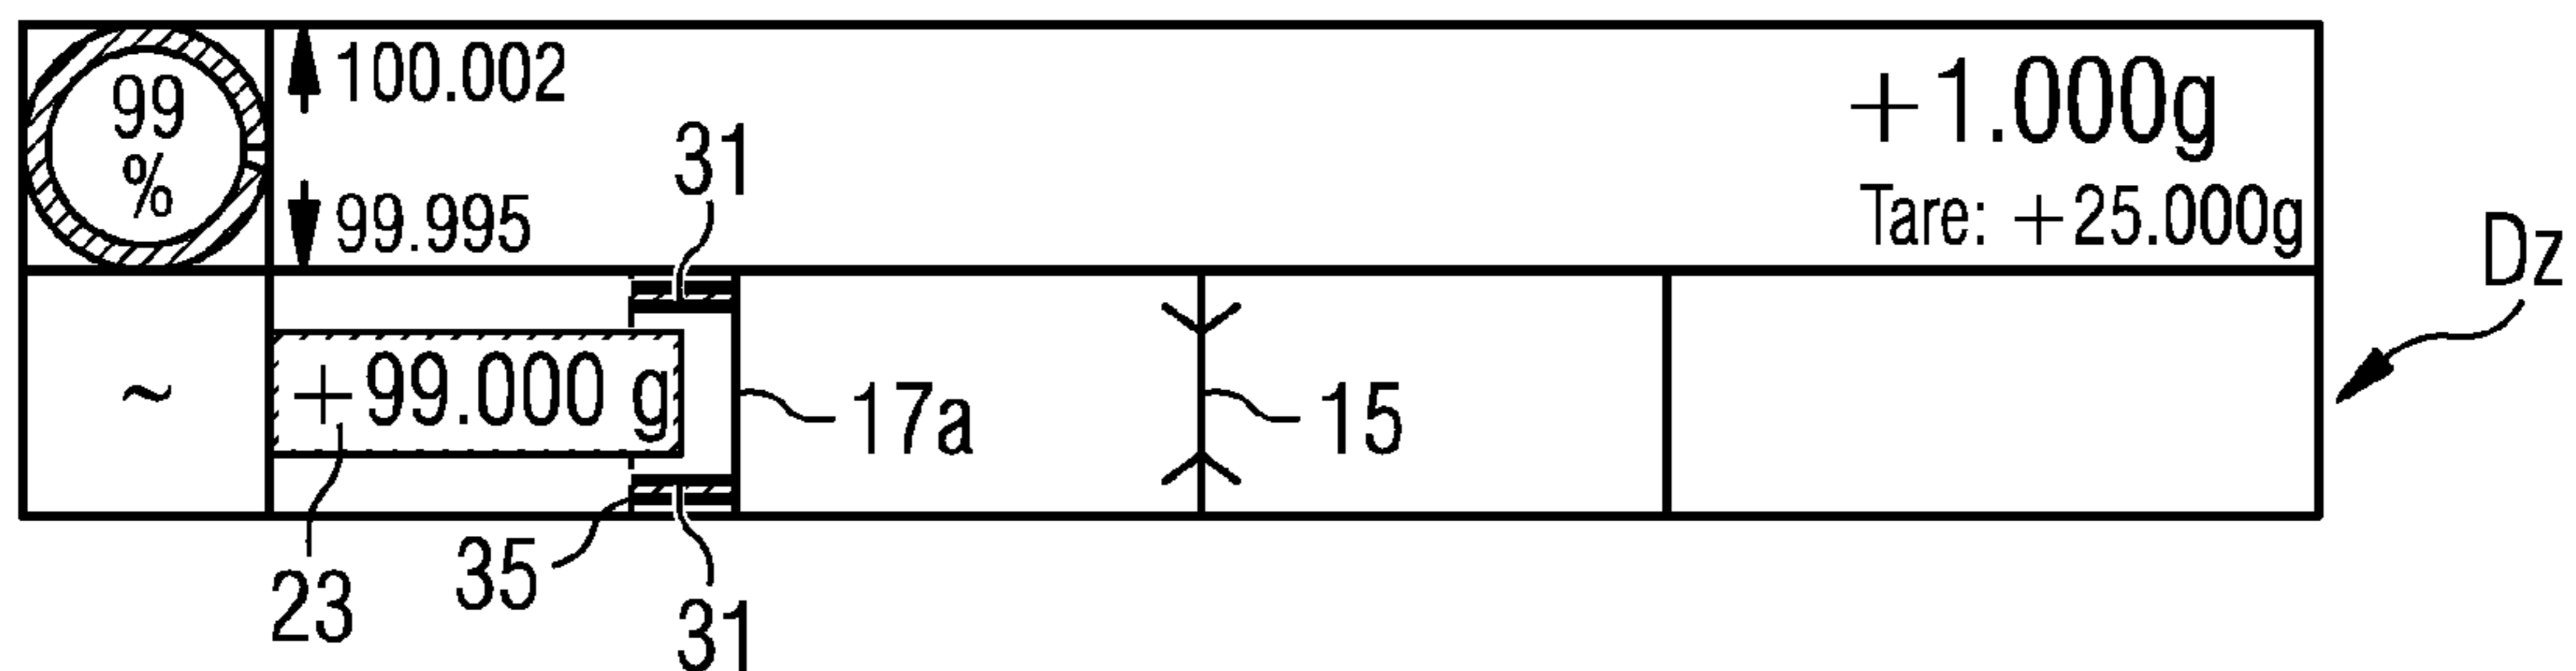 99
%
100.002
99.995
+1.000g
Tare: +25.000g
31
Dz
~
+99.000 g
17a
15
23
35
31